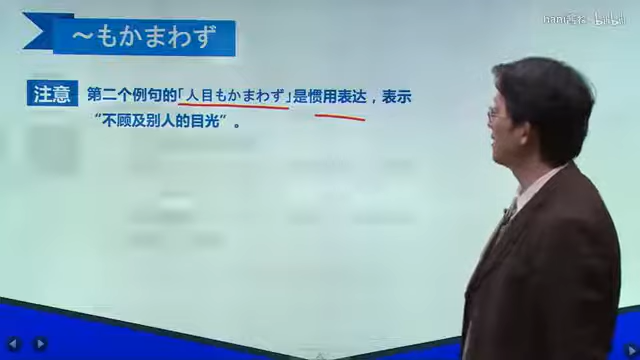 ～もかまわず
注意 第二个例句的「人目もかまわず」是惯用表达，表示
“不顾及别人的目光”。
bilibili